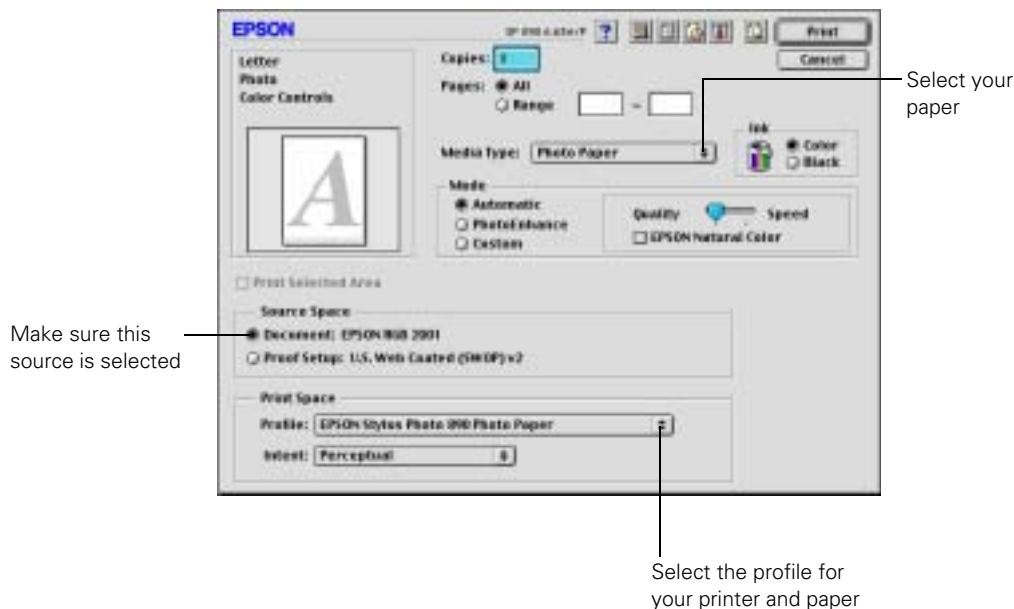 EPSON
Print
Letter
Photo
Color Controls
Copies:
Cancel
Pages: All
Range
Select your
paper
Media Type: Photo Paper
Ink
Color
Black
Mode
Automatic
PhotoEnhance
Custom
Quality Speed
EPSON Natural Color
A
Print Selected Area
Source Space
Make sure this
source is selected
Document: EPSON RGB 2001
Proof Setup: U.S. Web Coated (SWOP) v2
Print Space
Profile: EPSON Stylus Photo 890 Photo Paper
Intent: Perceptual
Select the profile for
your printer and paper